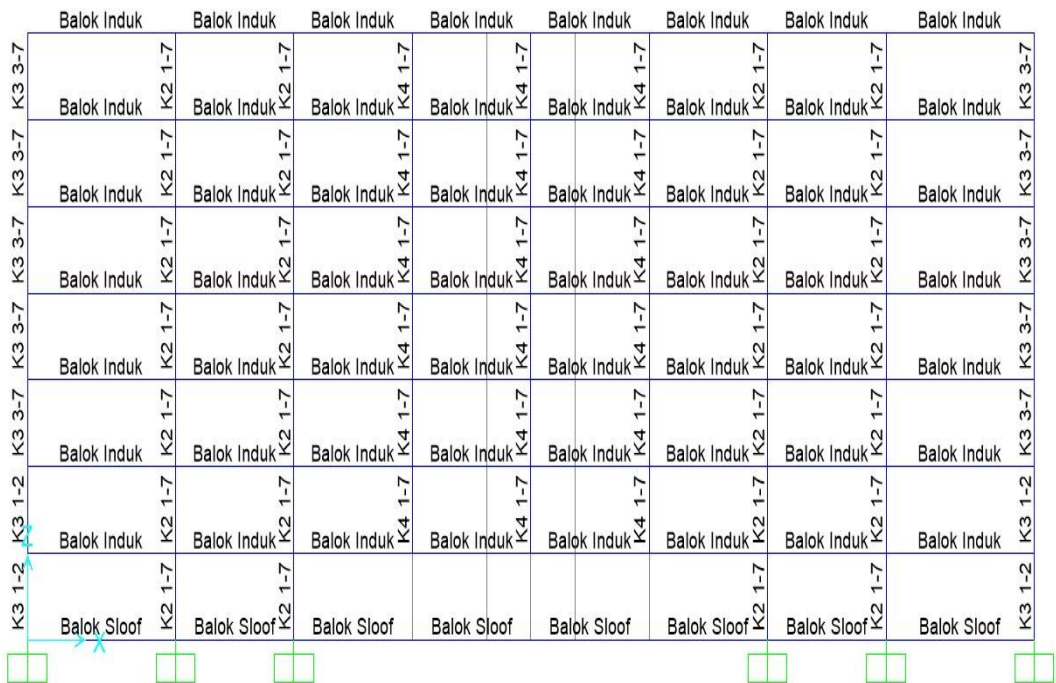 Balok Induk Balok Induk Balok Induk Balok Induk Balok Induk Balok Induk Balok Induk Balok Induk
K3 3-7 K2 1-7 K2 1-7 K4 1-7 K4 1-7 K4 1-7 K2 1-7 K2 1-7 K3 3-7
Balok Induk Balok Induk Balok Induk Balok Induk Balok Induk Balok Induk Balok Induk Balok Induk
K3 3-7 K2 1-7 K2 1-7 K4 1-7 K4 1-7 K4 1-7 K2 1-7 K2 1-7 K3 3-7
Balok Induk Balok Induk Balok Induk Balok Induk Balok Induk Balok Induk Balok Induk Balok Induk
K3 3-7 K2 1-7 K2 1-7 K4 1-7 K4 1-7 K4 1-7 K2 1-7 K2 1-7 K3 3-7
Balok Induk Balok Induk Balok Induk Balok Induk Balok Induk Balok Induk Balok Induk Balok Induk
K3 3-7 K2 1-7 K2 1-7 K4 1-7 K4 1-7 K4 1-7 K2 1-7 K2 1-7 K3 3-7
Balok Induk Balok Induk Balok Induk Balok Induk Balok Induk Balok Induk Balok Induk Balok Induk
K3 3-7 K2 1-7 K2 1-7 K4 1-7 K4 1-7 K4 1-7 K2 1-7 K2 1-7 K3 3-7
Balok Induk Balok Induk Balok Induk Balok Induk Balok Induk Balok Induk Balok Induk Balok Induk
K3 1-2 K2 1-7 K2 1-7 K4 1-7 K4 1-7 K4 1-7 K2 1-7 K2 1-7 K3 1-2
Z
Balok Induk Balok Induk Balok Induk Balok Induk Balok Induk Balok Induk Balok Induk Balok Induk
K3 1-2 K2 1-7 K2 1-7 K2 1-7 K2 1-7 K3 1-2
Balok Sloof Balok Sloof Balok Sloof Balok Sloof Balok Sloof Balok Sloof Balok Sloof Balok Sloof
X